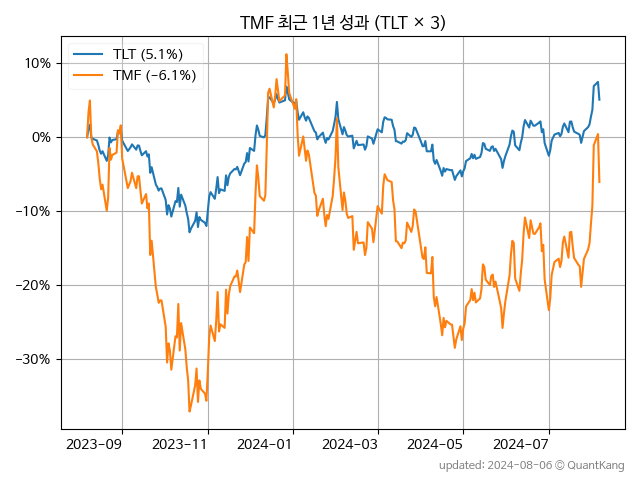 TMF 최근 1년 성과 (TLT × 3)
TLT (5.1%)
TMF (−6.1%)
10%
0%
−10%
−20%
−30%
2023-09 2023-11 2024-01 2024-03 2024-05 2024-07
updated: 2024-08-06 © QuantKang